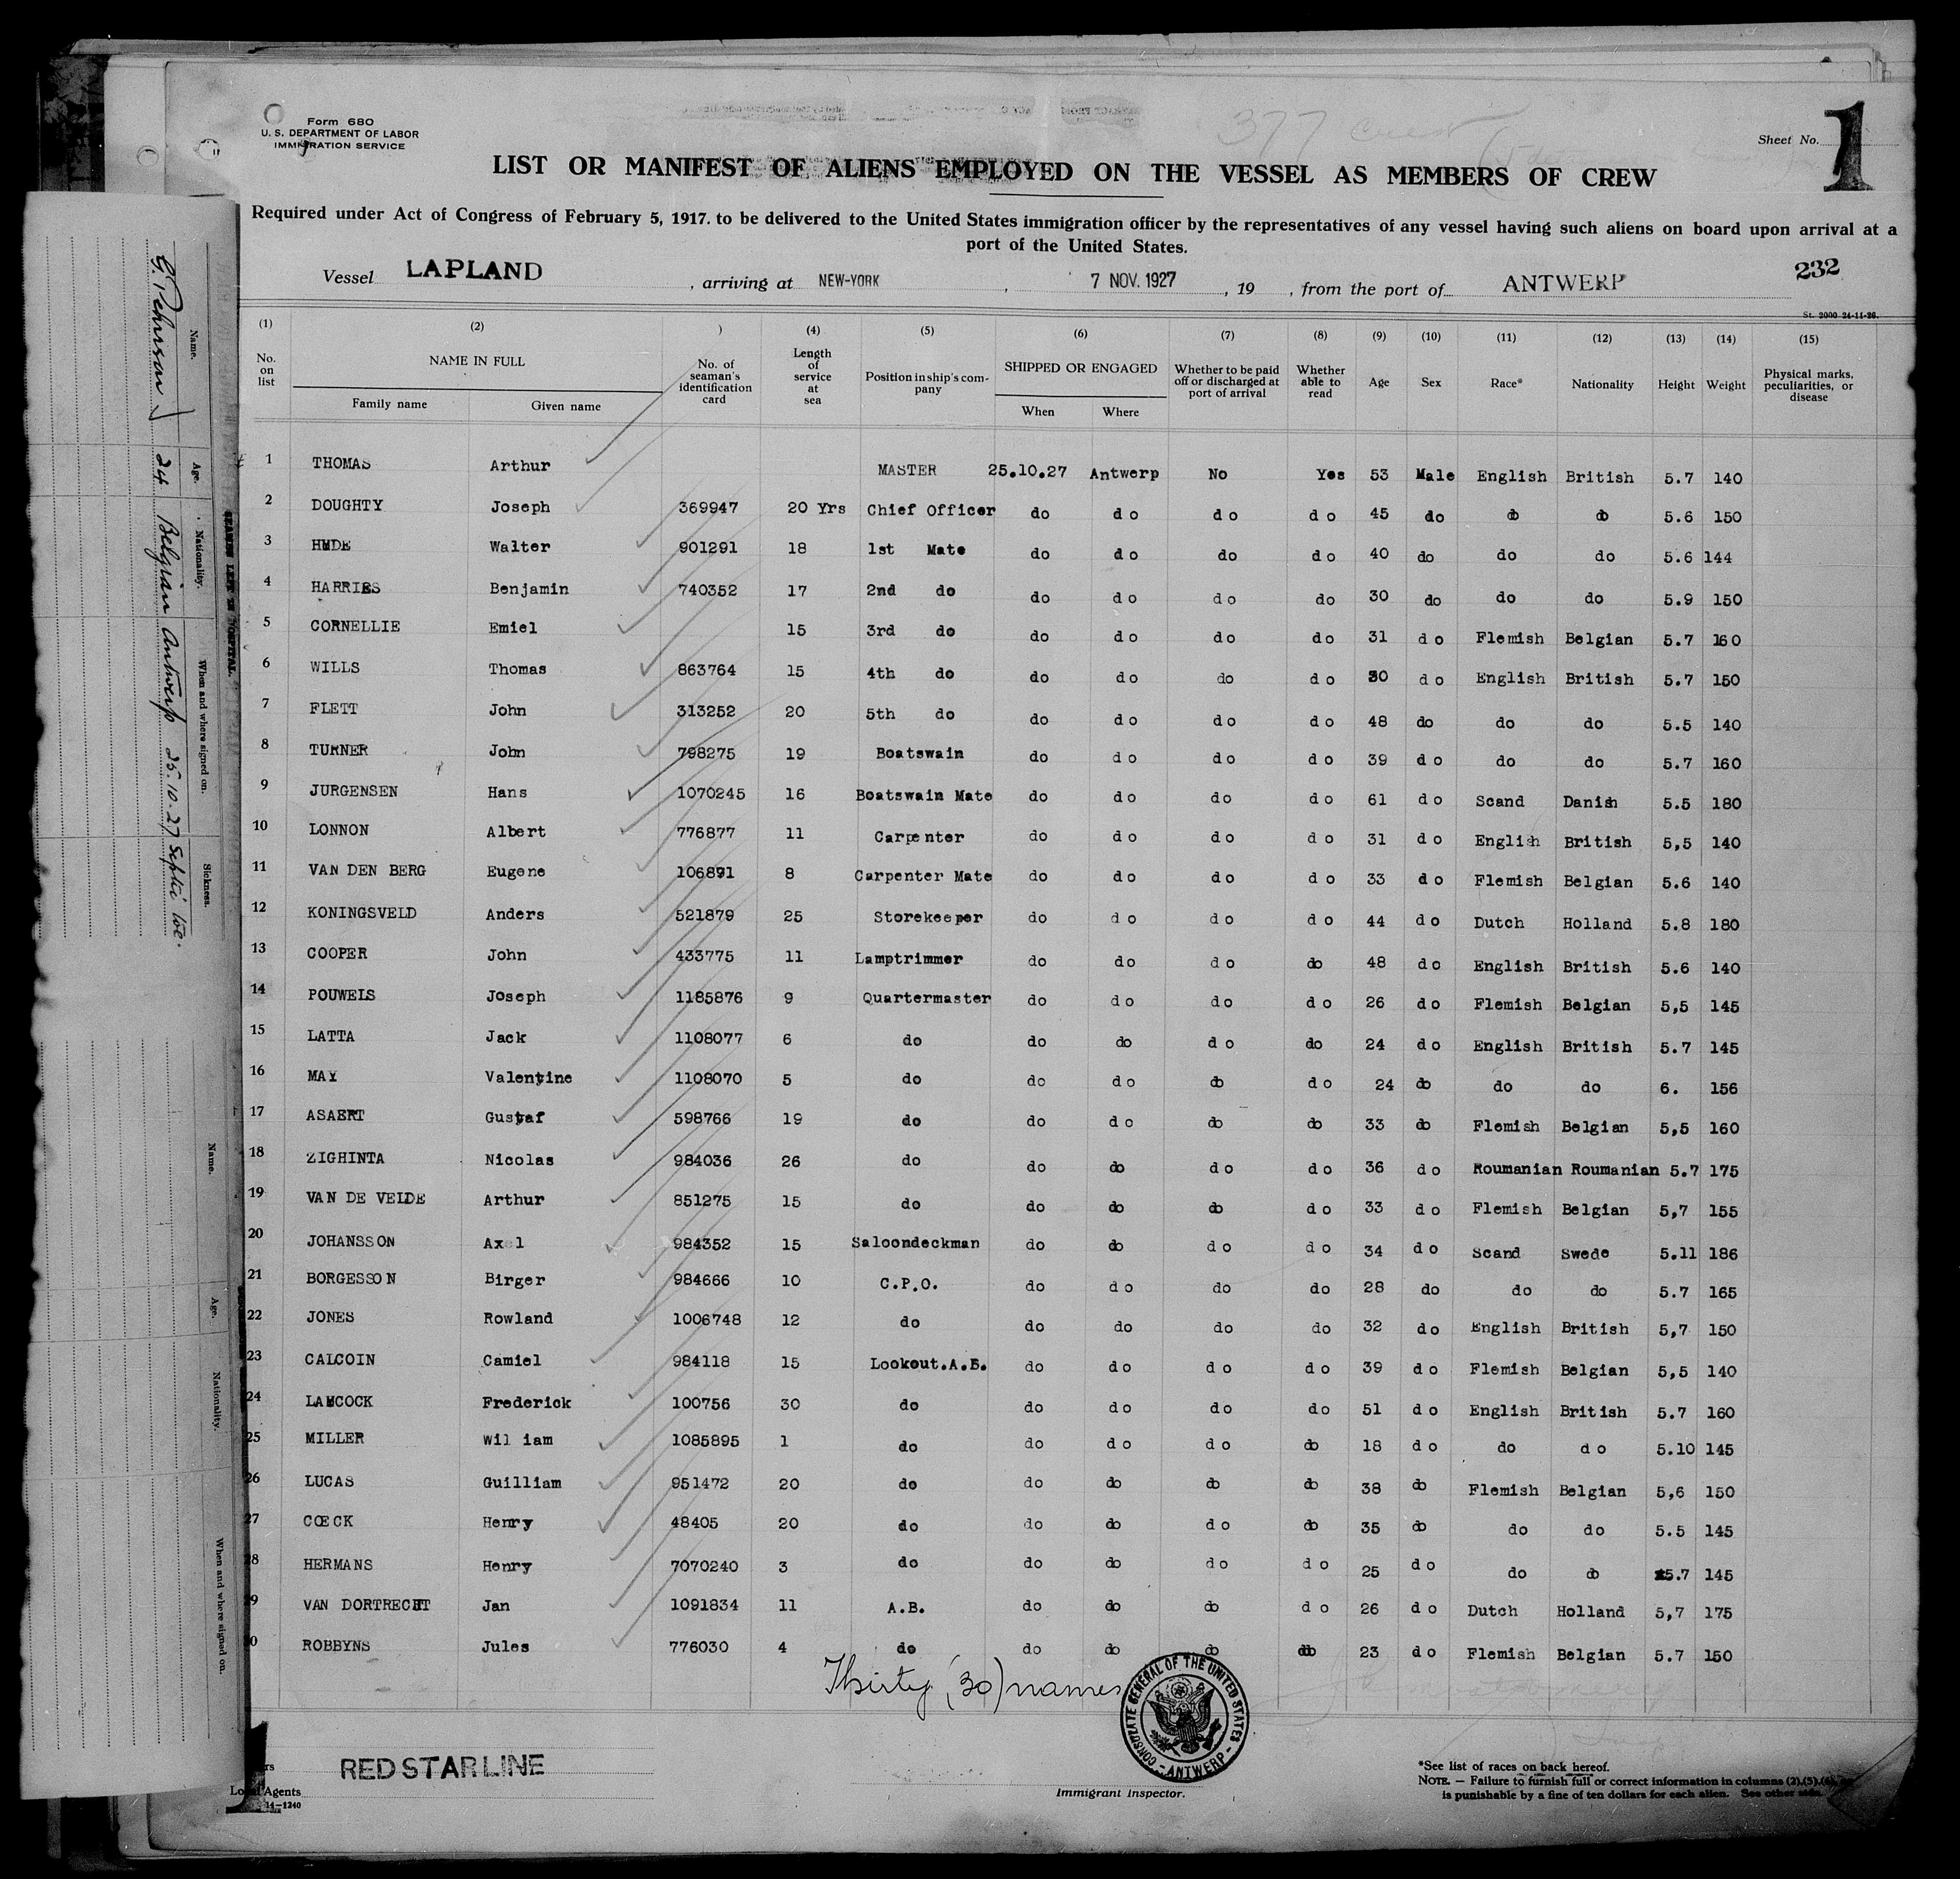 Form 680
U. S. DEPARTMENT OF LABOR
IMMIGRATION SERVICE
377 Crew
Sheet No. 1
LIST OR MANIFEST OF ALIENS EMPLOYED ON THE VESSEL AS MEMBERS OF CREW
Required under Act of Congress of February 5, 1917. to be delivered to the United States immigration officer by the representatives of any vessel having such aliens on board upon arrival at a
port of the United States.
Vessel LAPLAND , arriving at NEW-YORK , 7 NOV. 1927 , 19 , from the port of ANTWERP 232
St. 2000 24-11-26.
(1) (2) ) (4) (5) (6) (7) (8) (9) (10) (11) (12) (13) (14) (15)
No. on list NAME IN FULL Family name Given name No. of seaman's identification card Length of service at sea Position in ship's company SHIPPED OR ENGAGED When Where Whether to be paid off or discharged at port of arrival Whether able to read Age Sex Race* Nationality Height Weight Physical marks, peculiarities, or disease
1 THOMAS Arthur MASTER 25.10.27 Antwerp No Yes 53 Male English British 5.7 140
2 DOUGHTY Joseph 369947 20 Yrs Chief Officer do do do do 45 do do do 5.6 150
3 HYDE Walter 901291 18 1st Mate do do do do 40 do do do 5.6 144
4 HARRIES Benjamin 740352 17 2nd do do do do do 30 do do do 5.9 150
5 CORNELLIE Emiel 15 3rd do do do do do 31 do Flemish Belgian 5.7 160
6 WILLS Thomas 863764 15 4th do do do do do 30 do English British 5.7 150
7 FLETT John 313252 20 5th do do do do do 48 do do do 5.5 140
8 TURNER John 798275 19 Boatswain do do do do 39 do do do 5.7 160
9 JURGENSEN Hans 1070245 16 Boatswain Mate do do do do 61 do Scand Danish 5.5 180
10 LONNON Albert 776877 11 Carpenter do do do do 31 do English British 5,5 140
11 VAN DEN BERG Eugene 106891 8 Carpenter Mate do do do do 33 do Flemish Belgian 5.6 140
12 KONINGSVELD Anders 521879 25 Storekeeper do do do do 44 do Dutch Holland 5.8 180
13 COOPER John 433775 11 Lamptrimmer do do do do 48 do English British 5.6 140
14 POUWELS Joseph 1185876 9 Quartermaster do do do do 26 do Flemish Belgian 5,5 145
15 LATTA Jack 1108077 6 do do do do do 24 do English British 5.7 145
16 MAY Valentine 1108070 5 do do do do do 24 do do do 6. 156
17 ASAERT Gustaf 598766 19 do do do do do 33 do Flemish Belgian 5,5 160
18 ZIGHINTA Nicolas 984036 26 do do do do do 36 do Roumanian Roumanian 5.7 175
19 VAN DE VELDE Arthur 851275 15 do do do do do 33 do Flemish Belgian 5,7 155
20 JOHANSSON Axel 984352 15 Saloondeckman do do do do 34 do Scand Swede 5.11 186
21 BORGESSON Birger 984666 10 C.P.O. do do do do 28 do do do 5.7 165
22 JONES Rowland 1006748 12 do do do do do 32 do English British 5,7 150
23 CALCOIN Camiel 984118 15 Lookout.A.B. do do do do 39 do Flemish Belgian 5,5 140
24 LAMCOCK Frederick 100756 30 do do do do do 51 do English British 5.7 160
25 MILLER Wil iam 1085895 1 do do do do do 18 do do do 5.10 145
26 LUCAS Guilliam 951472 20 do do do do do 38 do Flemish Belgian 5,6 150
27 COECK Henry 48405 20 do do do do do 35 do do do 5.5 145
28 HERMANS Henry 7070240 3 do do do do do 25 do do do 5.7 145
29 VAN DORTRECHT Jan 1091834 11 A.B. do do do do 26 do Dutch Holland 5,7 175
30 ROBBYNS Jules 776030 4 do do do do do 23 do Flemish Belgian 5.7 150
Thirty (30) names
CONSULATE GENERAL OF THE UNITED STATES - ANTWERP -
RED STAR LINE
Local Agents
14-1240
Immigrant Inspector.
*See list of races on back hereof.
NOTE. — Failure to furnish full or correct information in columns (2),(5),(6),
is punishable by a fine of ten dollars for each alien. See other side.
SEAMEN LEFT IN HOSPITAL.
Name. Age. Nationality. When and where signed on. Sickness.
G. Pehrson 24 Belgian Antwerp 25.10.27 Septic toe.
Name. Age. Nationality. When and where signed on.